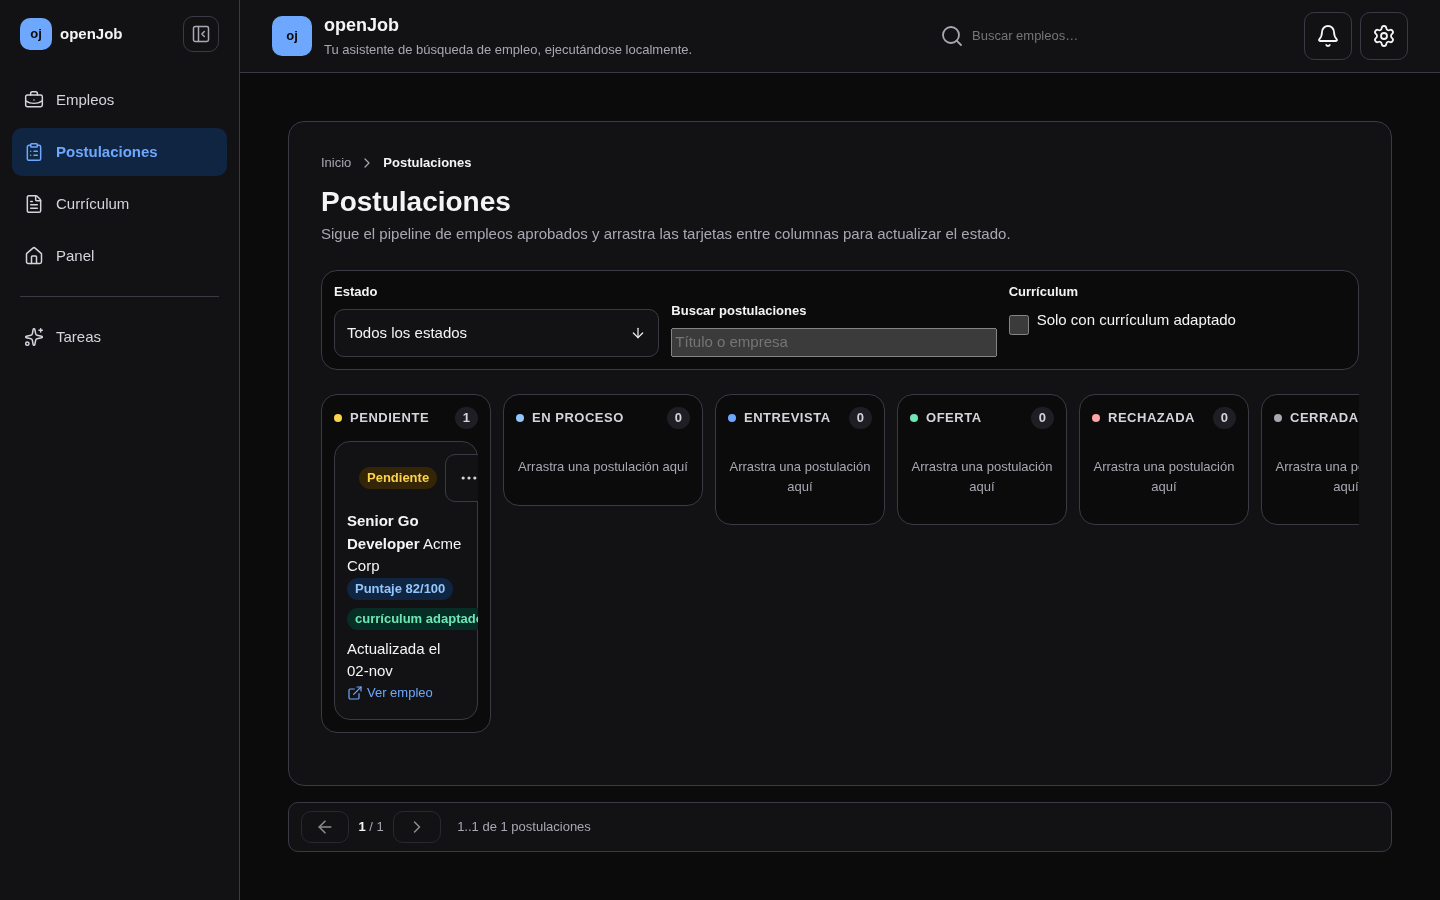 oj openJob
Empleos
Postulaciones
Currículum
Panel
Tareas
oj openJob
Tu asistente de búsqueda de empleo, ejecutándose localmente.
Buscar empleos…
Inicio Postulaciones
Postulaciones
Sigue el pipeline de empleos aprobados y arrastra las tarjetas entre columnas para actualizar el estado.
Estado
Todos los estados
Buscar postulaciones
Título o empresa
Currículum
Solo con currículum adaptado
PENDIENTE 1
Pendiente
Senior Go
Developer Acme
Corp
Puntaje 82/100
currículum adaptado
Actualizada el
02-nov
Ver empleo
EN PROCESO 0
Arrastra una postulación aquí
ENTREVISTA 0
Arrastra una postulación
aquí
OFERTA 0
Arrastra una postulación
aquí
RECHAZADA 0
Arrastra una postulación
aquí
CERRADA
Arrastra una
aquí
1 / 1
1..1 de 1 postulaciones